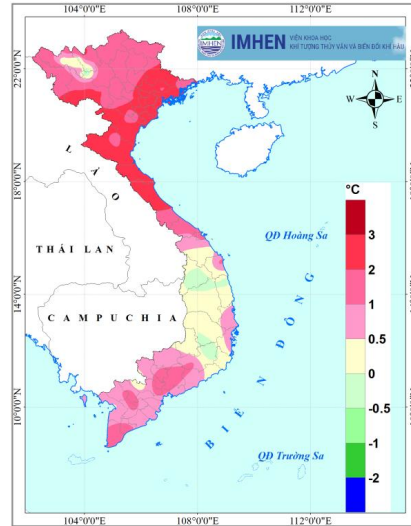 104°0'0"E 108°0'0"E 112°0'0"E
IMHEN
IMHEN
VIỆN KHOA HỌC
KHÍ TƯỢNG THỦY VĂN VÀ BIẾN ĐỔI KHÍ HẬU
22°0'0"N
N
W E
S
18°0'0"N
LÀO
°C
QĐ Hoàng Sa
3
THÁI LAN
2
14°0'0"N
1
CAMPUCHIA
0.5
BIỂN ĐÔNG
0
-0.5
10°0'0"N
-1
QĐ Trường Sa
-2
104°0'0"E 108°0'0"E 112°0'0"E